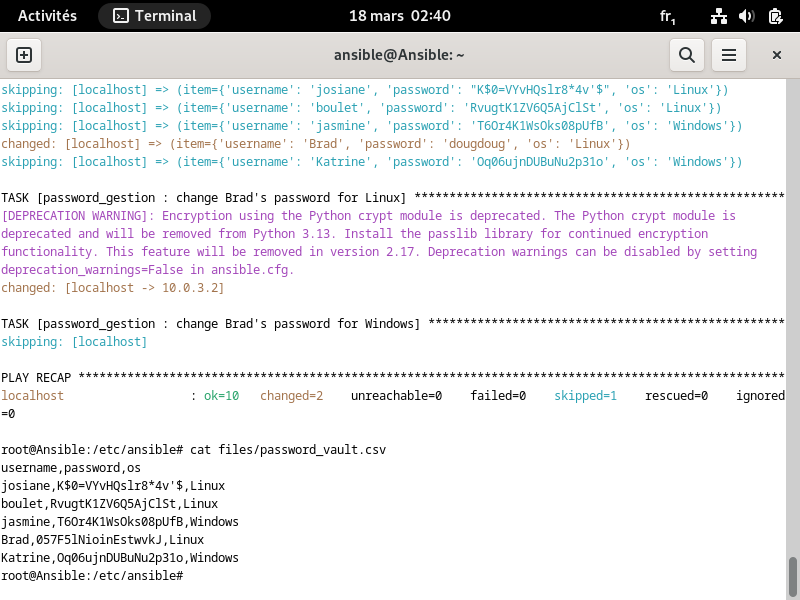 Activités Terminal 18 mars 02:40 fr1
ansible@Ansible: ~
skipping: [localhost] => (item={'username': 'josiane', 'password': "K$0=VYvHQslr8*4v'$", 'os': 'Linux'})
skipping: [localhost] => (item={'username': 'boulet', 'password': 'RvugtK1ZV6Q5AjClSt', 'os': 'Linux'})
skipping: [localhost] => (item={'username': 'jasmine', 'password': 'T6Or4K1WsOks08pUfB', 'os': 'Windows'})
changed: [localhost] => (item={'username': 'Brad', 'password': 'dougdoug', 'os': 'Linux'})
skipping: [localhost] => (item={'username': 'Katrine', 'password': 'Oq06ujnDUBuNu2p31o', 'os': 'Windows'})
TASK [password_gestion : change Brad's password for Linux] *****************************************************
[DEPRECATION WARNING]: Encryption using the Python crypt module is deprecated. The Python crypt module is
deprecated and will be removed from Python 3.13. Install the passlib library for continued encryption
functionality. This feature will be removed in version 2.17. Deprecation warnings can be disabled by setting
deprecation_warnings=False in ansible.cfg.
changed: [localhost -> 10.0.3.2]
TASK [password_gestion : change Brad's password for Windows] ***************************************************
skipping: [localhost]
PLAY RECAP *****************************************************************************************************
localhost : ok=10 changed=2 unreachable=0 failed=0 skipped=1 rescued=0 ignored
=0
root@Ansible:/etc/ansible# cat files/password_vault.csv
username,password,os
josiane,K$0=VYvHQslr8*4v'$,Linux
boulet,RvugtK1ZV6Q5AjClSt,Linux
jasmine,T6Or4K1WsOks08pUfB,Windows
Brad,057F5lNioinEstwvkJ,Linux
Katrine,Oq06ujnDUBuNu2p31o,Windows
root@Ansible:/etc/ansible#